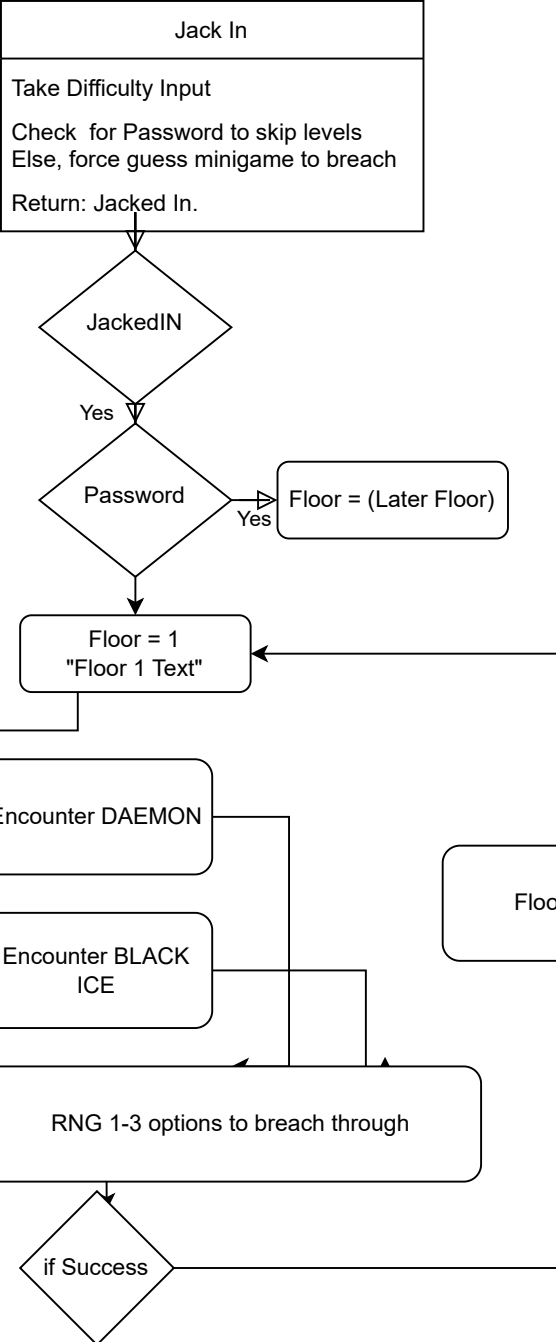 Jack In
Take Difficulty Input
Check for Password to skip levels
Else, force guess minigame to breach
Return: Jacked In.
JackedIN
Yes
Password
Yes
Floor = (Later Floor)
Floor = 1
"Floor 1 Text"
Encounter DAEMON
Encounter BLACK
ICE
Floo
RNG 1-3 options to breach through
if Success